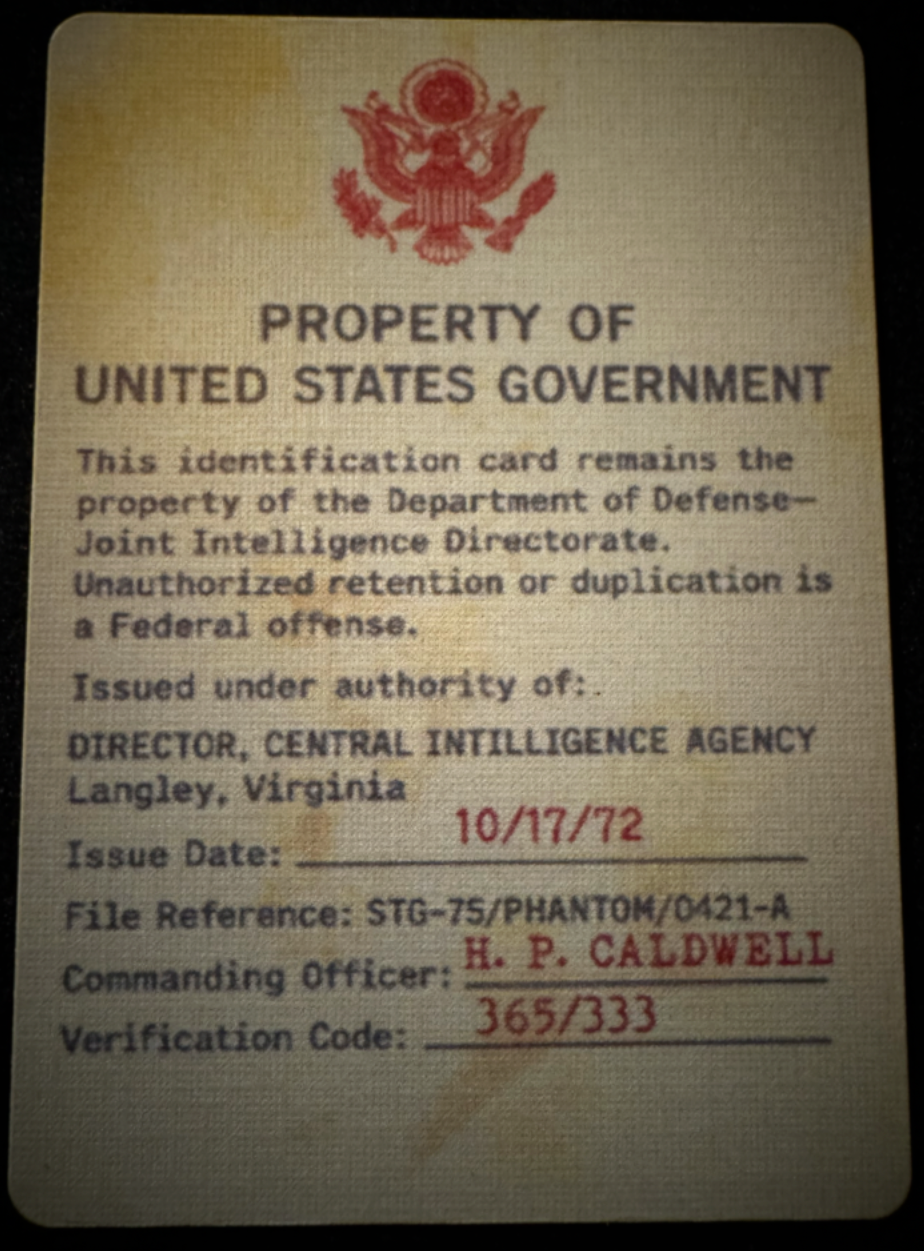 PROPERTY OF
UNITED STATES GOVERNMENT
This identification card remains the
property of the Department of Defense—
Joint Intelligence Directorate.
Unauthorized retention or duplication is
a Federal offense.
Issued under authority of:.
DIRECTOR, CENTRAL INTILLIGENCE AGENCY
Langley, Virginia
Issue Date: 10/17/72
File Reference: STG-75/PHANTOM/0421-A
Commanding Officer: H. P. CALDWELL
Verification Code: 365/333